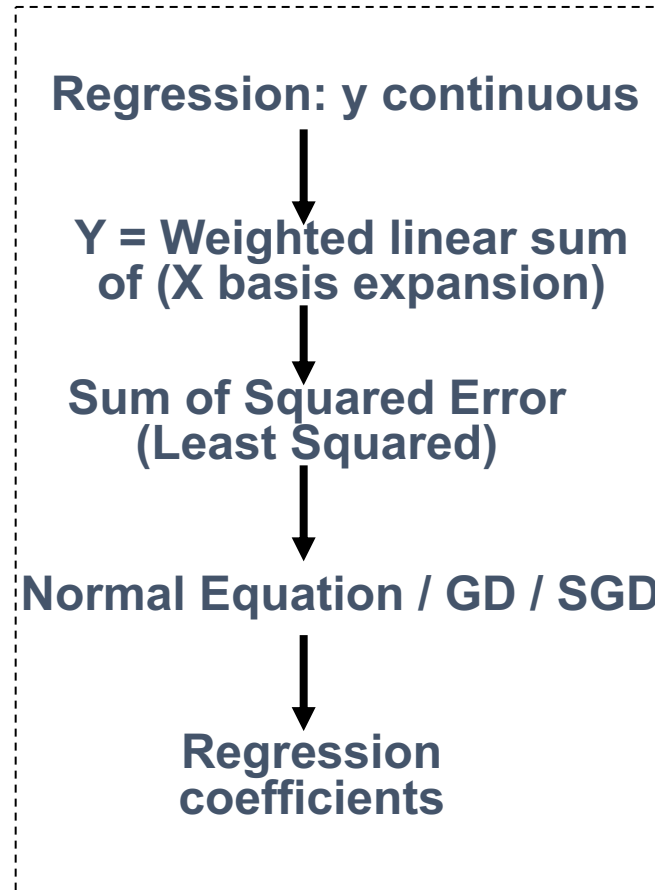 Regression: y continuous
Y = Weighted linear sum
of (X basis expansion)
Sum of Squared Error
(Least Squared)
Normal Equation / GD / SGD
Regression
coefficients